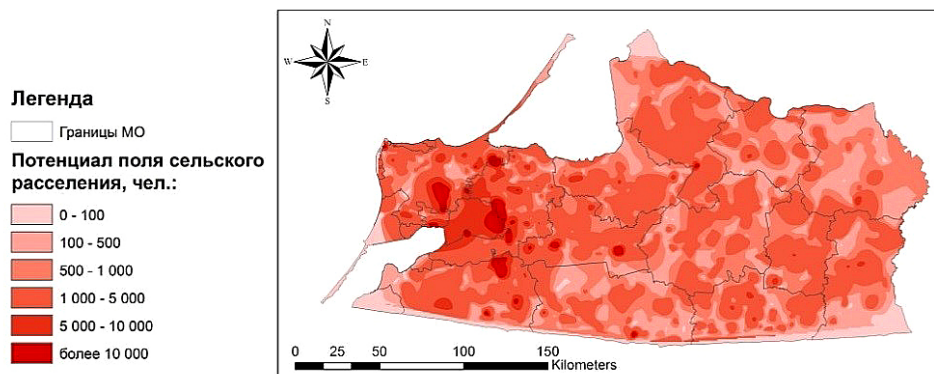 Легенда
Границы МО
Потенциал поля сельского
расселения, чел.:
0 - 100
100 - 500
500 - 1 000
1 000 - 5 000
5 000 - 10 000
более 10 000
N
W
E
S
0 25 50 100 150
Kilometers